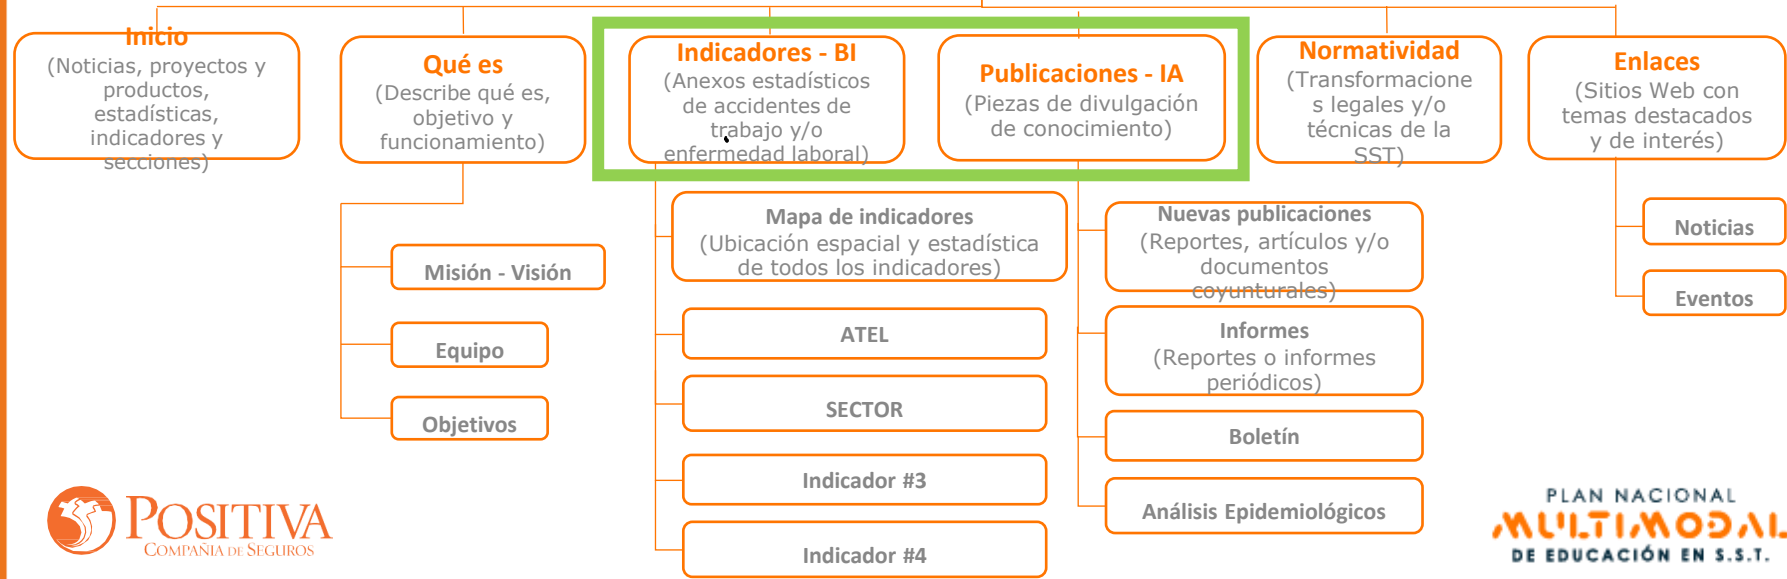 Inicio
(Noticias, proyectos y
productos,
estadísticas,
indicadores y
secciones)
Qué es
(Describe qué es,
objetivo y
funcionamiento)
Indicadores - BI
(Anexos estadísticos
de accidentes de
trabajo y/o
enfermedad laboral)
Publicaciones - IA
(Piezas de divulgación
de conocimiento)
Normatividad
(Transformacione
s legales y/o
técnicas de la
SST)
Enlaces
(Sitios Web con
temas destacados
y de interés)
Misión - Visión
Equipo
Objetivos
Mapa de indicadores
(Ubicación espacial y estadística
de todos los indicadores)
ATEL
SECTOR
Indicador #3
Indicador #4
Nuevas publicaciones
(Reportes, artículos y/o
documentos
coyunturales)
Informes
(Reportes o informes
periódicos)
Boletín
Análisis Epidemiológicos
Noticias
Eventos
POSITIVA
COMPAÑIA DE SEGUROS
PLAN NACIONAL
MULTIMODAL
DE EDUCACIÓN EN S.S.T.